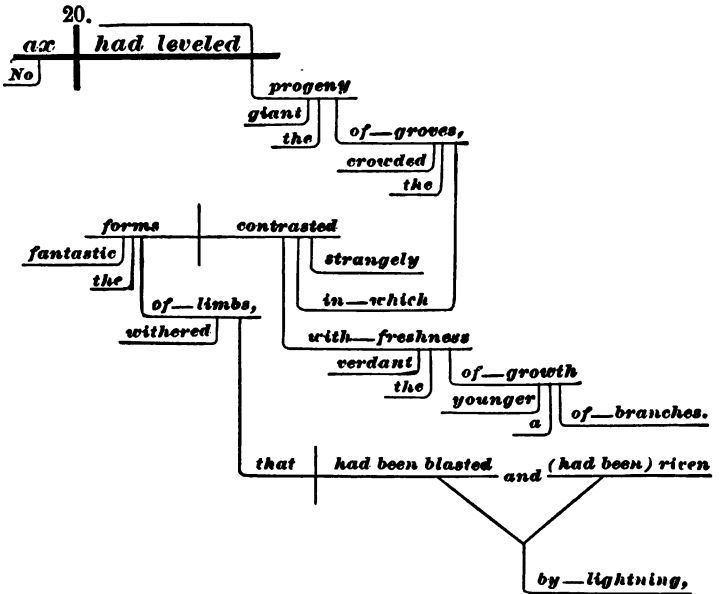 20.
ax had leveled
No
progeny
giant
the
of groves,
crowded
the
forms contrasted
fantastic
strangely
the
of limbs,
in which
withered
with freshness
verdant
the
of growth
younger
a
of branches.
that had been blasted and (had been) riven
by lightning,